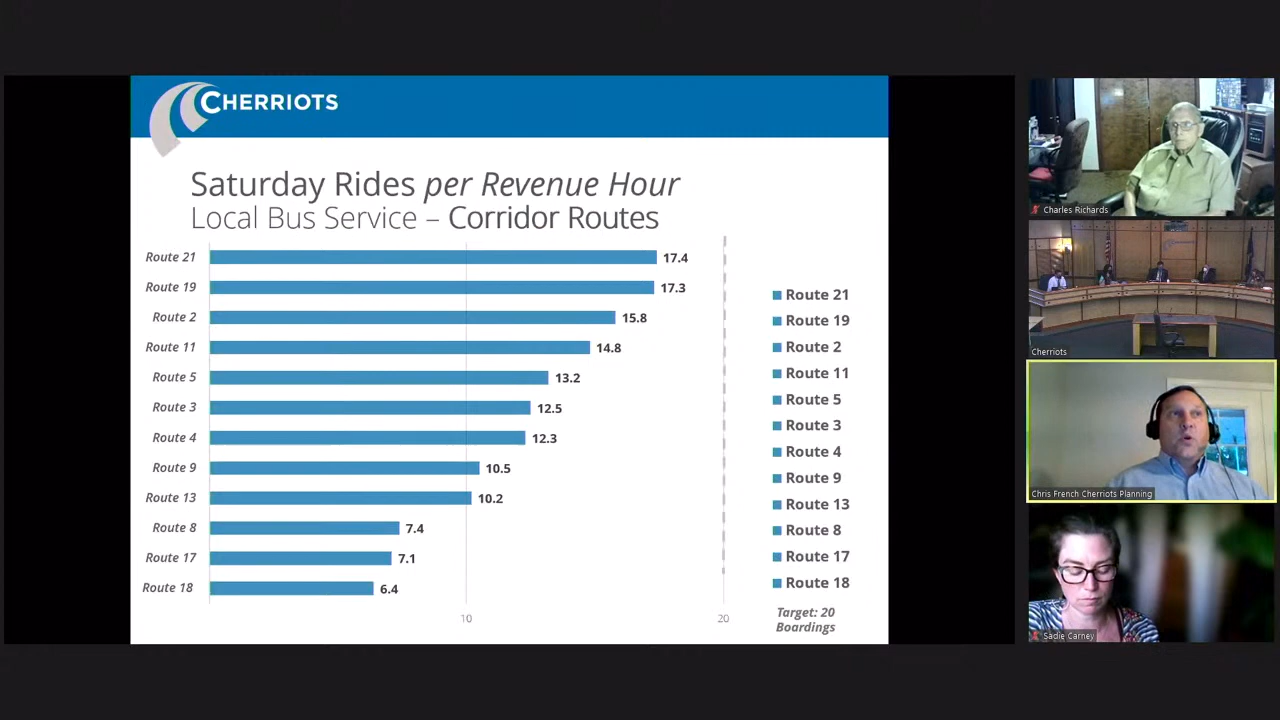 CHERRIOTS
Saturday Rides per Revenue Hour
Local Bus Service – Corridor Routes
Route 21 17.4
Route 19 17.3
Route 2 15.8
Route 11 14.8
Route 5 13.2
Route 3 12.5
Route 4 12.3
Route 9 10.5
Route 13 10.2
Route 8 7.4
Route 17 7.1
Route 18 6.4
10 20
Route 21
Route 19
Route 2
Route 11
Route 5
Route 3
Route 4
Route 9
Route 13
Route 8
Route 17
Route 18
Target: 20
Boardings
Charles Richards
Cherriots
Chris French Cherriots Planning
Sadie Carney